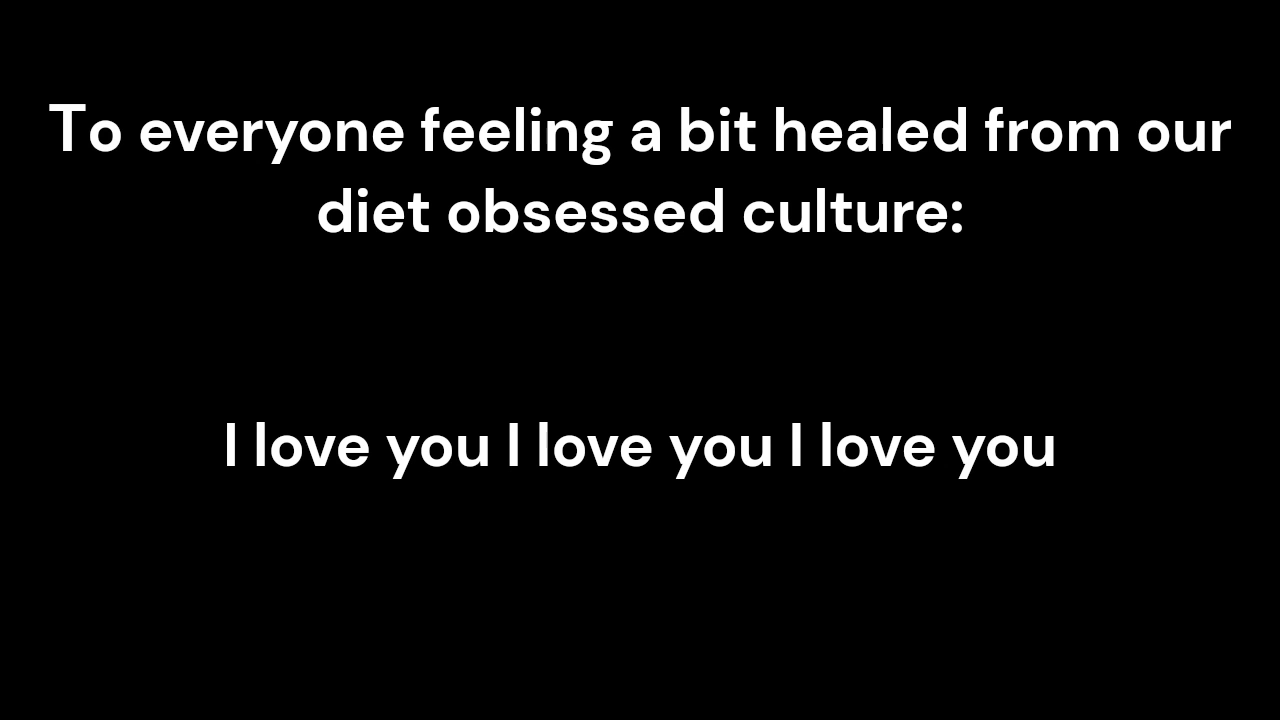 To everyone feeling a bit healed from our
diet obsessed culture:
I love you I love you I love you